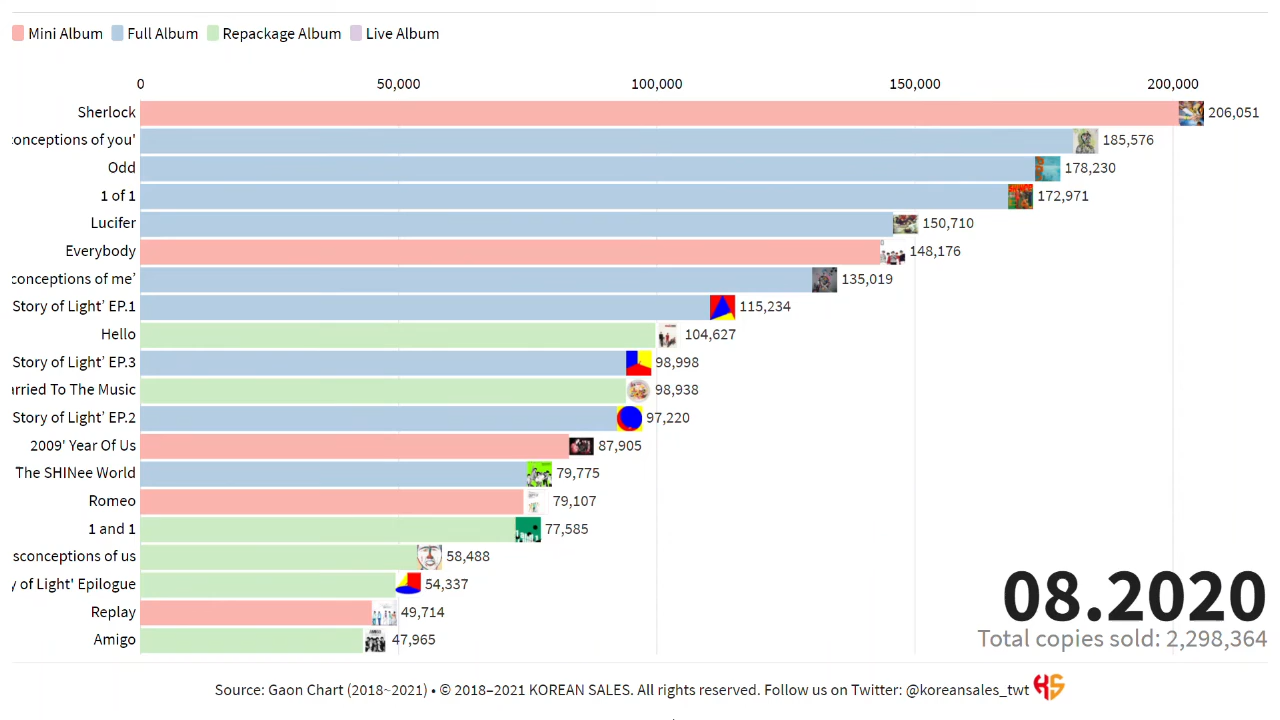 Mini Album Full Album Repackage Album Live Album
0 50,000 100,000 150,000 200,000
Sherlock 206,051
conceptions of you' 185,576
Odd 178,230
1 of 1 172,971
Lucifer 150,710
Everybody 148,176
conceptions of me’ 135,019
Story of Light’ EP.1 115,234
Hello 104,627
Story of Light’ EP.3 98,998
arried To The Music 98,938
Story of Light’ EP.2 97,220
2009' Year Of Us 87,905
The SHINee World 79,775
Romeo 79,107
1 and 1 77,585
sconceptions of us 58,488
y of Light' Epilogue 54,337
Replay 49,714
Amigo 47,965
08.2020
Total copies sold: 2,298,364
Source: Gaon Chart (2018~2021) • © 2018–2021 KOREAN SALES. All rights reserved. Follow us on Twitter: @koreansales_twt KS